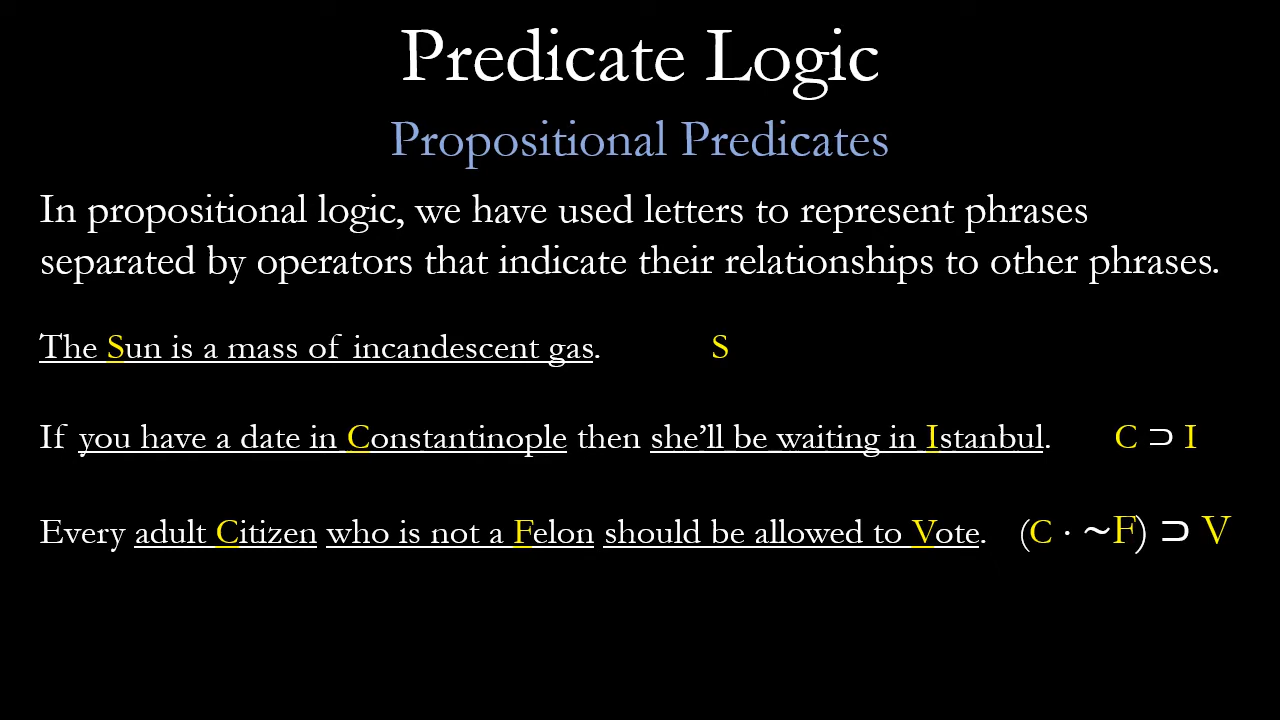 Predicate Logic
Propositional Predicates
In propositional logic, we have used letters to represent phrases
separated by operators that indicate their relationships to other phrases.
The Sun is a mass of incandescent gas. S
If you have a date in Constantinople then she’ll be waiting in Istanbul. C ⊃ I
Every adult Citizen who is not a Felon should be allowed to Vote. (C · ~F) ⊃ V